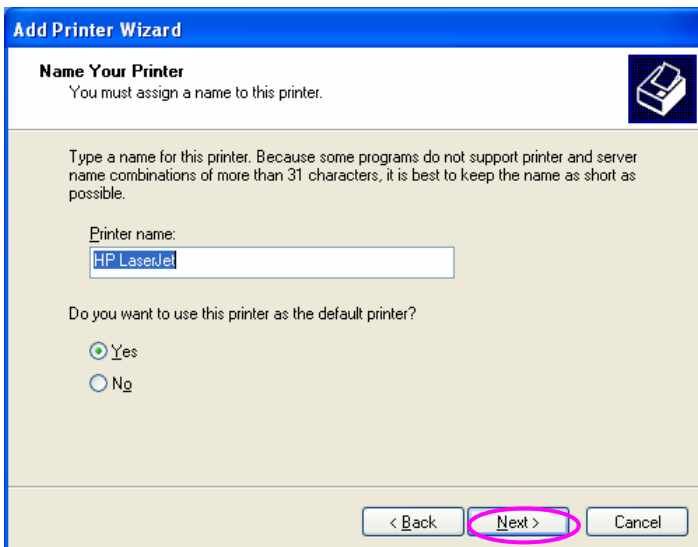 Add Printer Wizard
Name Your Printer
You must assign a name to this printer.
Type a name for this printer. Because some programs do not support printer and server
name combinations of more than 31 characters, it is best to keep the name as short as
possible.
Printer name:
HP LaserJet
Do you want to use this printer as the default printer?
Yes
No
< Back Next > Cancel